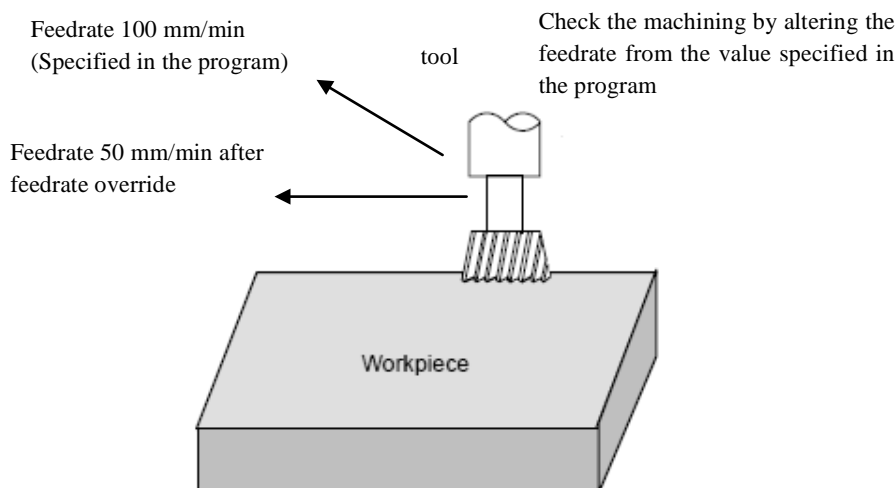 Feedrate 100 mm/min
(Specified in the program)
tool
Check the machining by altering the
feedrate from the value specified in
the program
Feedrate 50 mm/min after
feedrate override
Workpiece